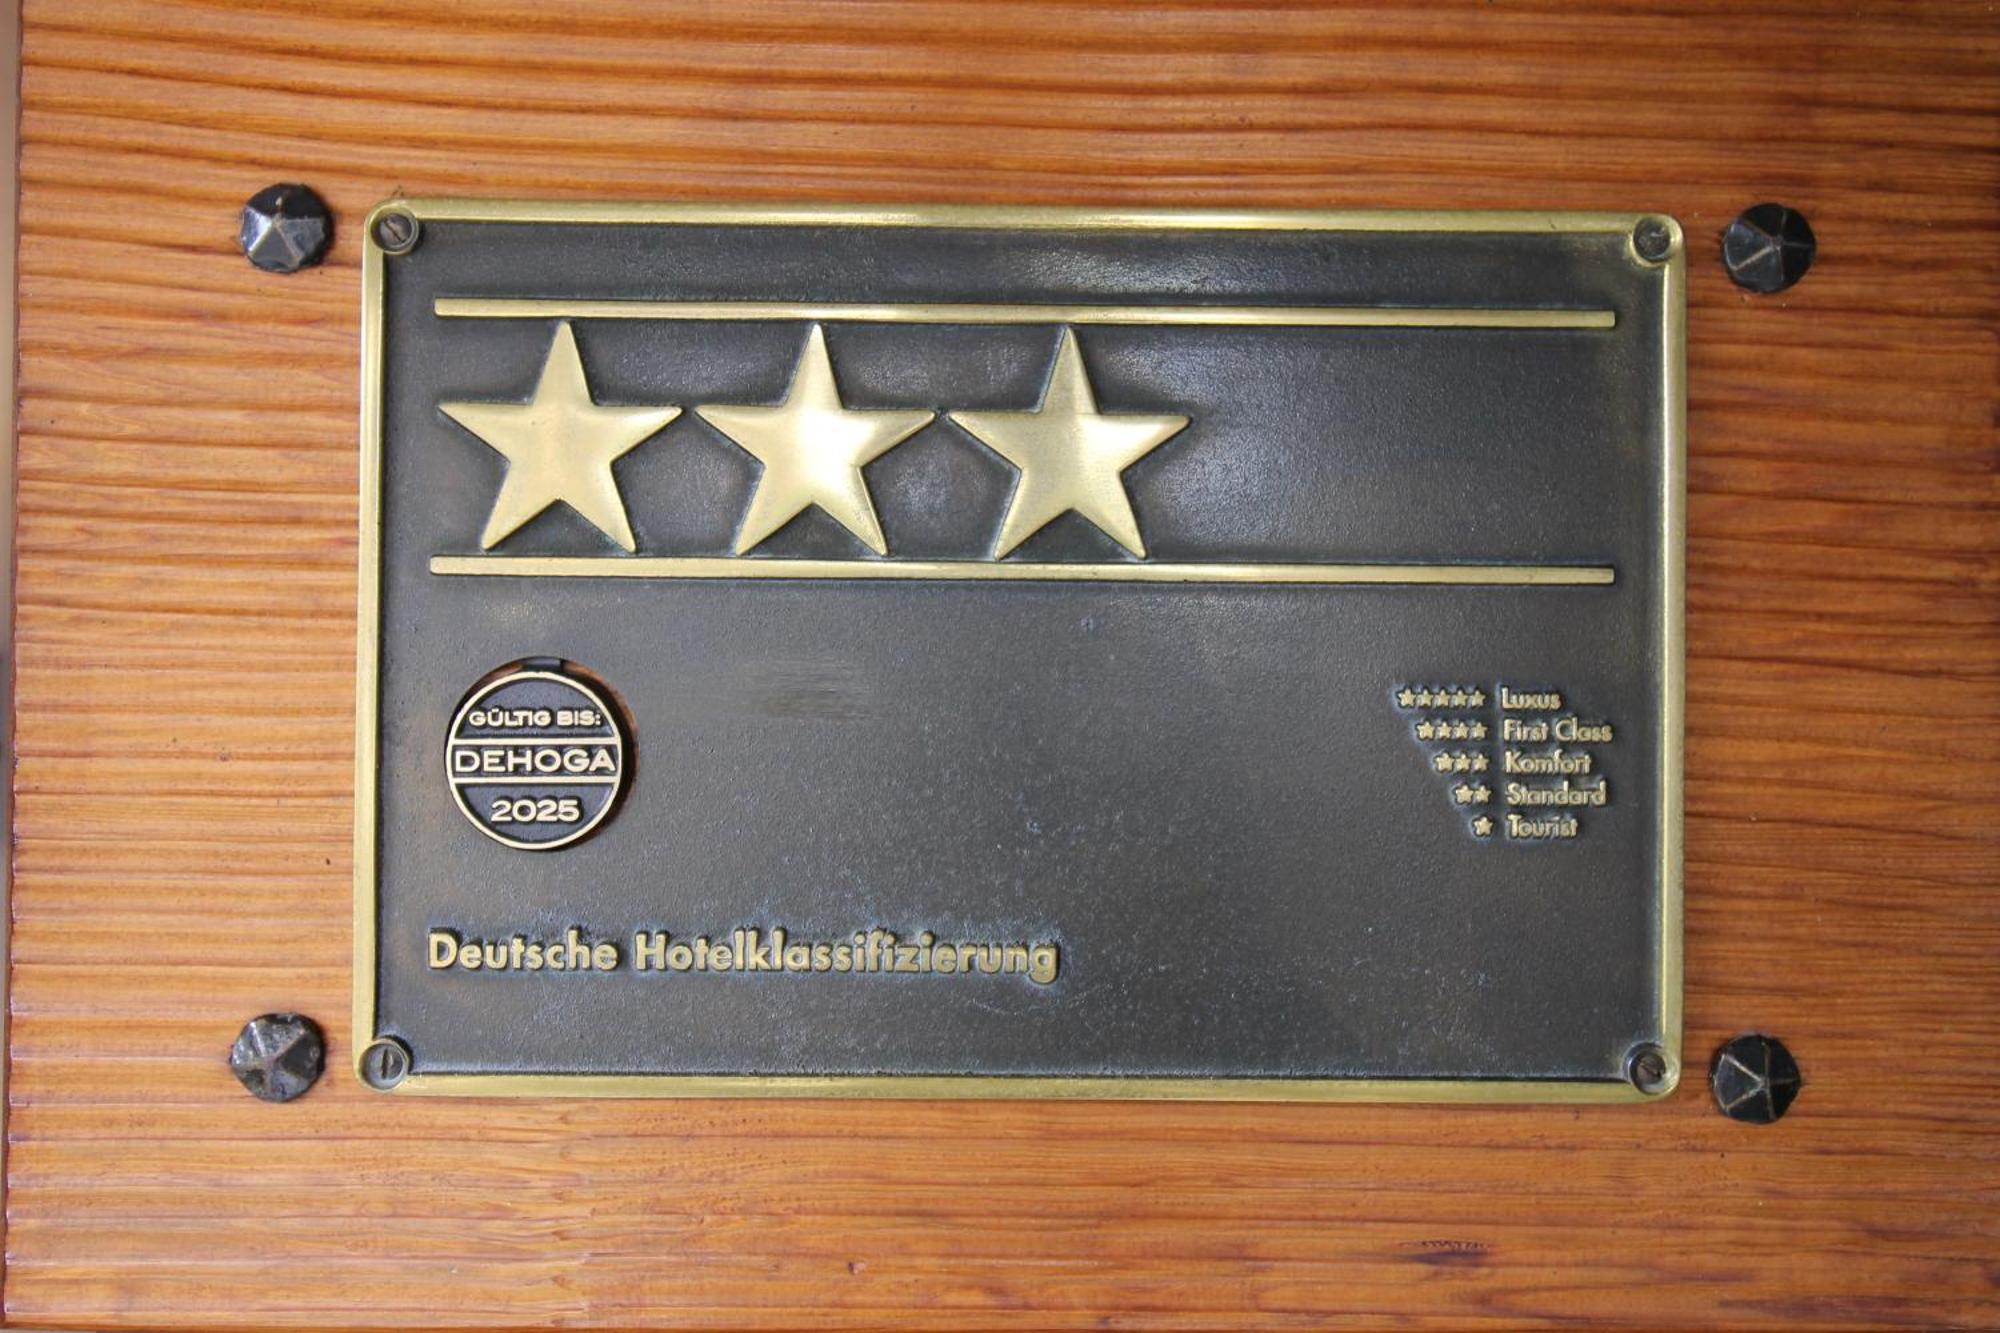 GÜLTIG BIS:
DEHOGA
2025
★★★★★ Luxus
★★★★ First Class
★★★ Komfort
★★ Standard
★ Tourist
Deutsche Hotelklassifizierung